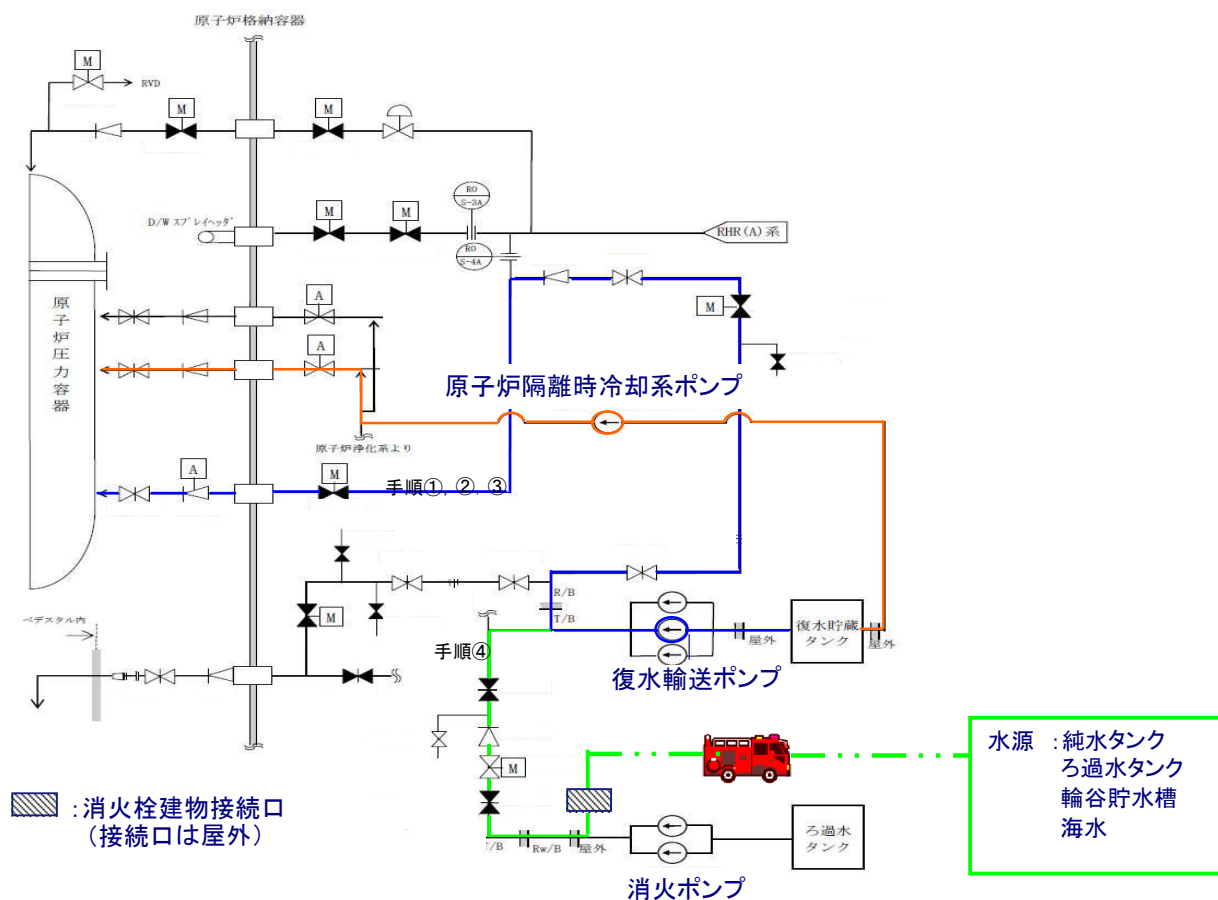 原子炉格納容器
M
RVD
M
M
RO
S-3A
D/W スプレイヘッダ
M
M
RHR(A)系
RO
S-4A
原子炉圧力容器
A
M
A
原子炉隔離時冷却系ポンプ
原子炉浄化系より
A
M
手順①, ②, ③
R/B
T/B
M
ペデスタル内
屋外
復水貯蔵
タンク
屋外
手順④
復水輸送ポンプ
水源 :純水タンク
ろ過水タンク
輪谷貯水槽
海水
M
:消火栓建物接続口
(接続口は屋外)
T/B
Rw/B
屋外
ろ過水
タンク
消火ポンプ